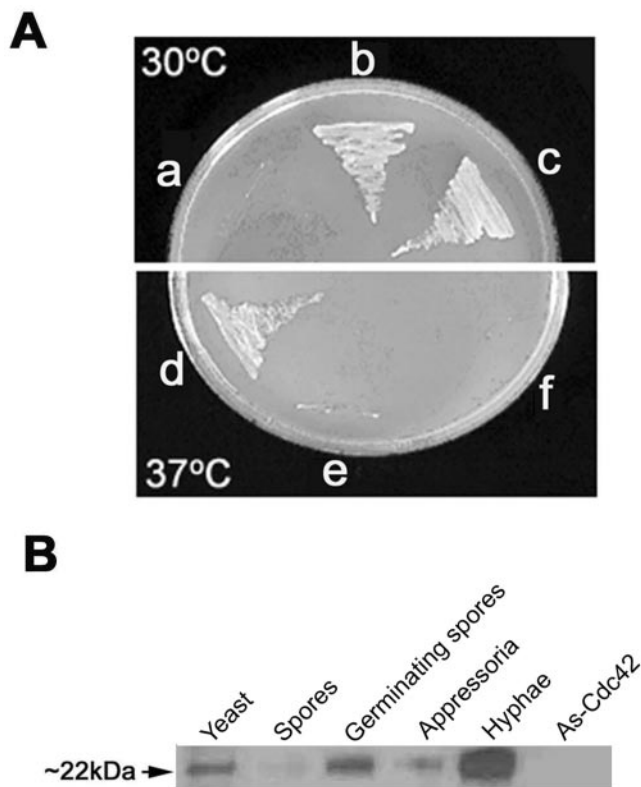 A
30ºC
b
a
c
d
f
e
37ºC
B
Yeast
Spores
Germinating spores
Appressoria
Hyphae
As-Cdc42
~22kDa